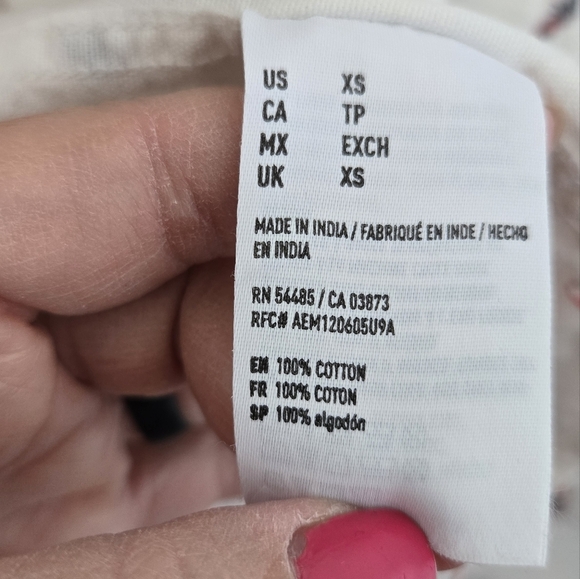 US XS
CA TP
MX EXCH
UK XS
MADE IN INDIA / FABRIQUÉ EN INDE / HECHO
EN INDIA
RN 54485 / CA 03873
RFC# AEM120605U9A
EN 100% COTTON
FR 100% COTON
SP 100% algodón